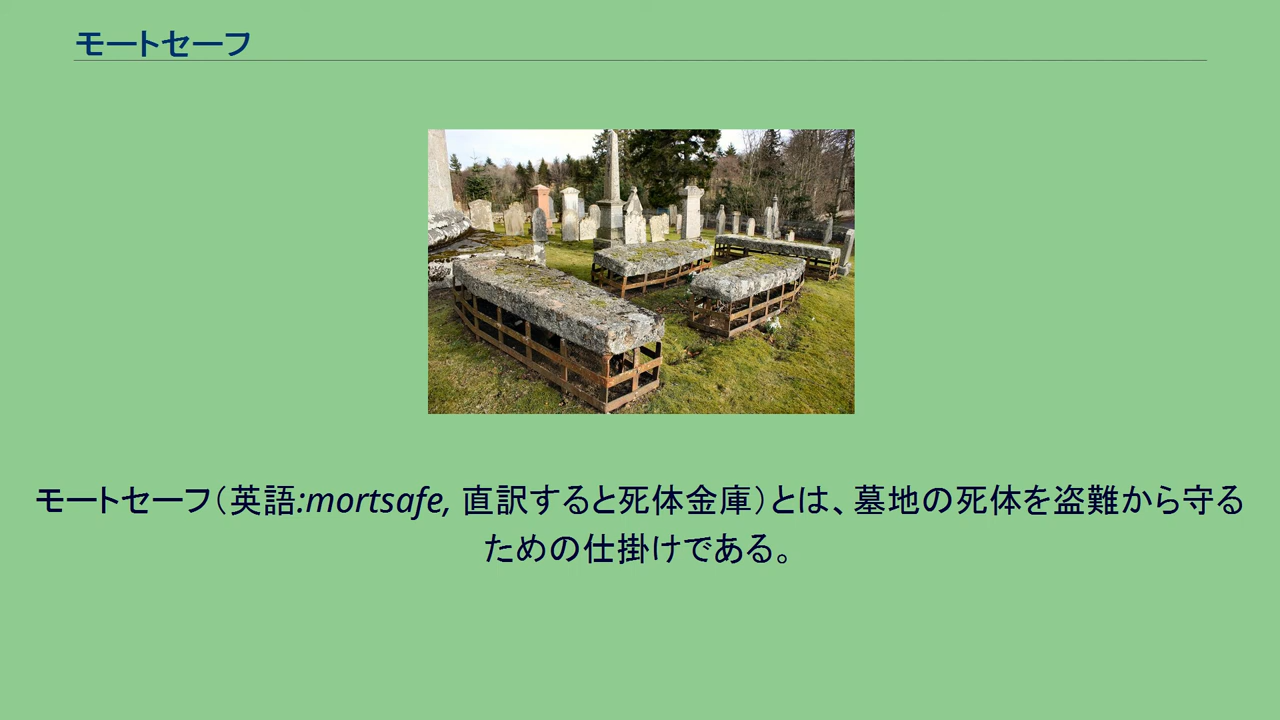 モートセーフ
モートセーフ（英語:mortsafe, 直訳すると死体金庫）とは、墓地の死体を盗難から守る
ための仕掛けである。